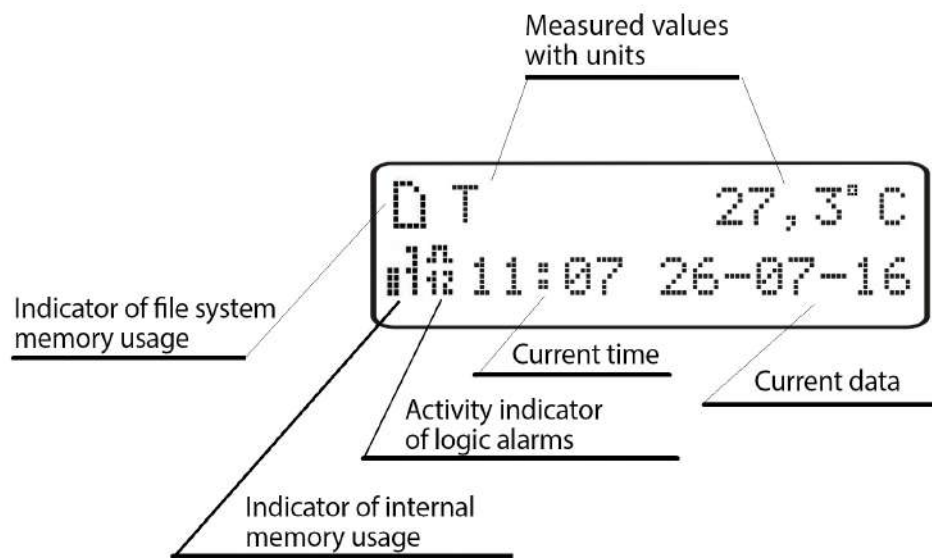 Measured values
with units
T 27,3°C
12 11:07 26-07-16
Indicator of file system
memory usage
Current time
Current data
Activity indicator
of logic alarms
Indicator of internal
memory usage